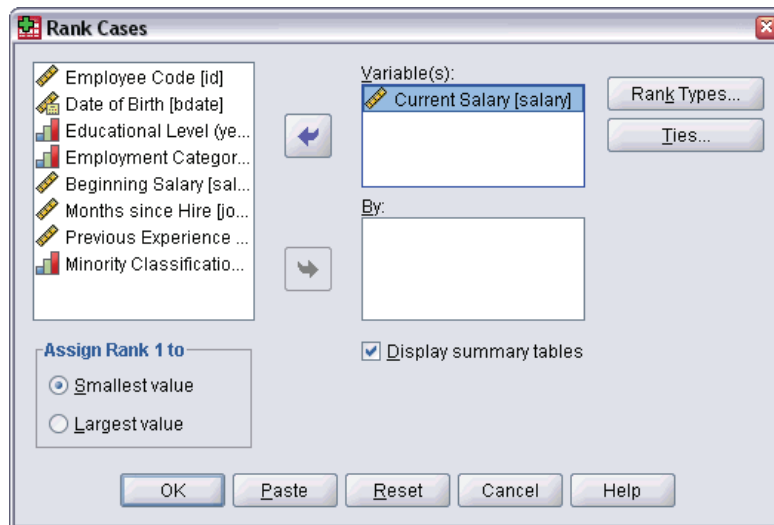 Rank Cases
Employee Code [id]
Date of Birth [bdate]
Educational Level (ye...
Employment Categor...
Beginning Salary [sal...
Months since Hire [jo...
Previous Experience ...
Minority Classificatio...
Variable(s):
Current Salary [salary]
By:
Rank Types...
Ties...
Assign Rank 1 to
Smallest value
Largest value
Display summary tables
OK Paste Reset Cancel Help